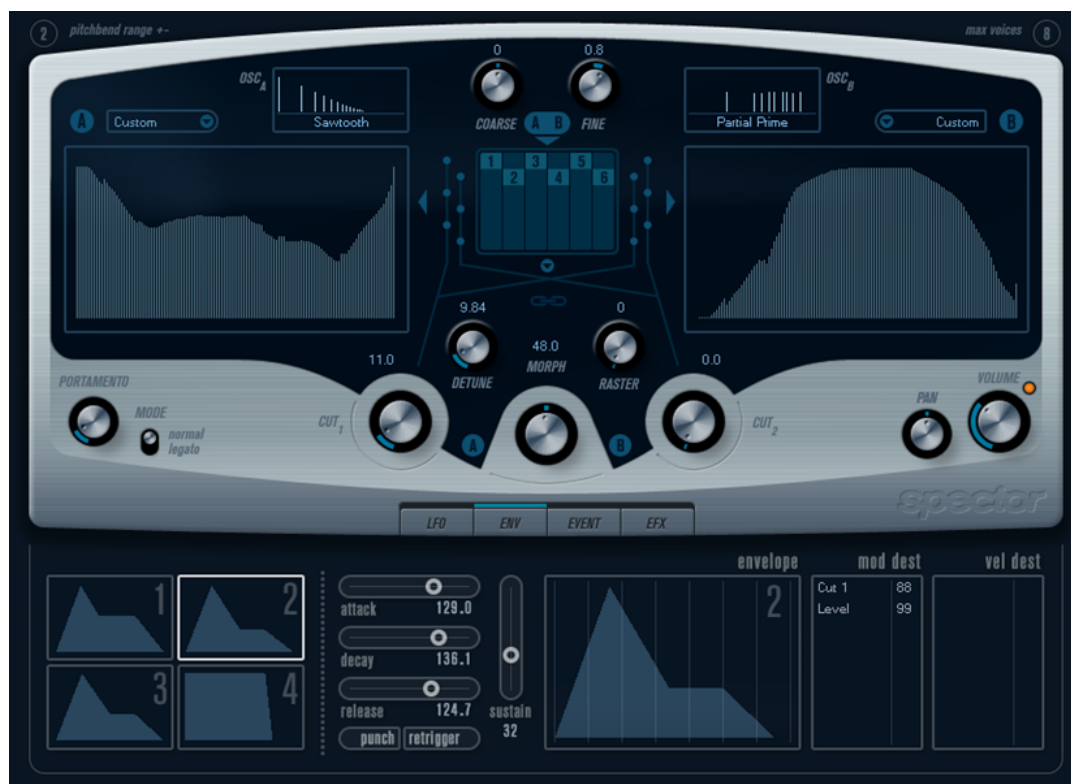 2 pitchbend range +- max voices 8
0 0.8
OSC A OSC B
Sawtooth Partial Prime
A Custom COARSE A B FINE Custom B
1 3 5
2 4 6
9.84 0
48.0
11.0 MORPH 0.0
DETUNE RASTER
PORTAMENTO VOLUME
PAN
MODE
normal
legato
CUT 1 CUT 2
A B
spector
LFO ENV EVENT EFX
envelope mod dest vel dest
1 2
attack 129.0
decay 136.1
3 4
release 124.7
sustain
32
punch retrigger
2
Cut 1 88
Level 99